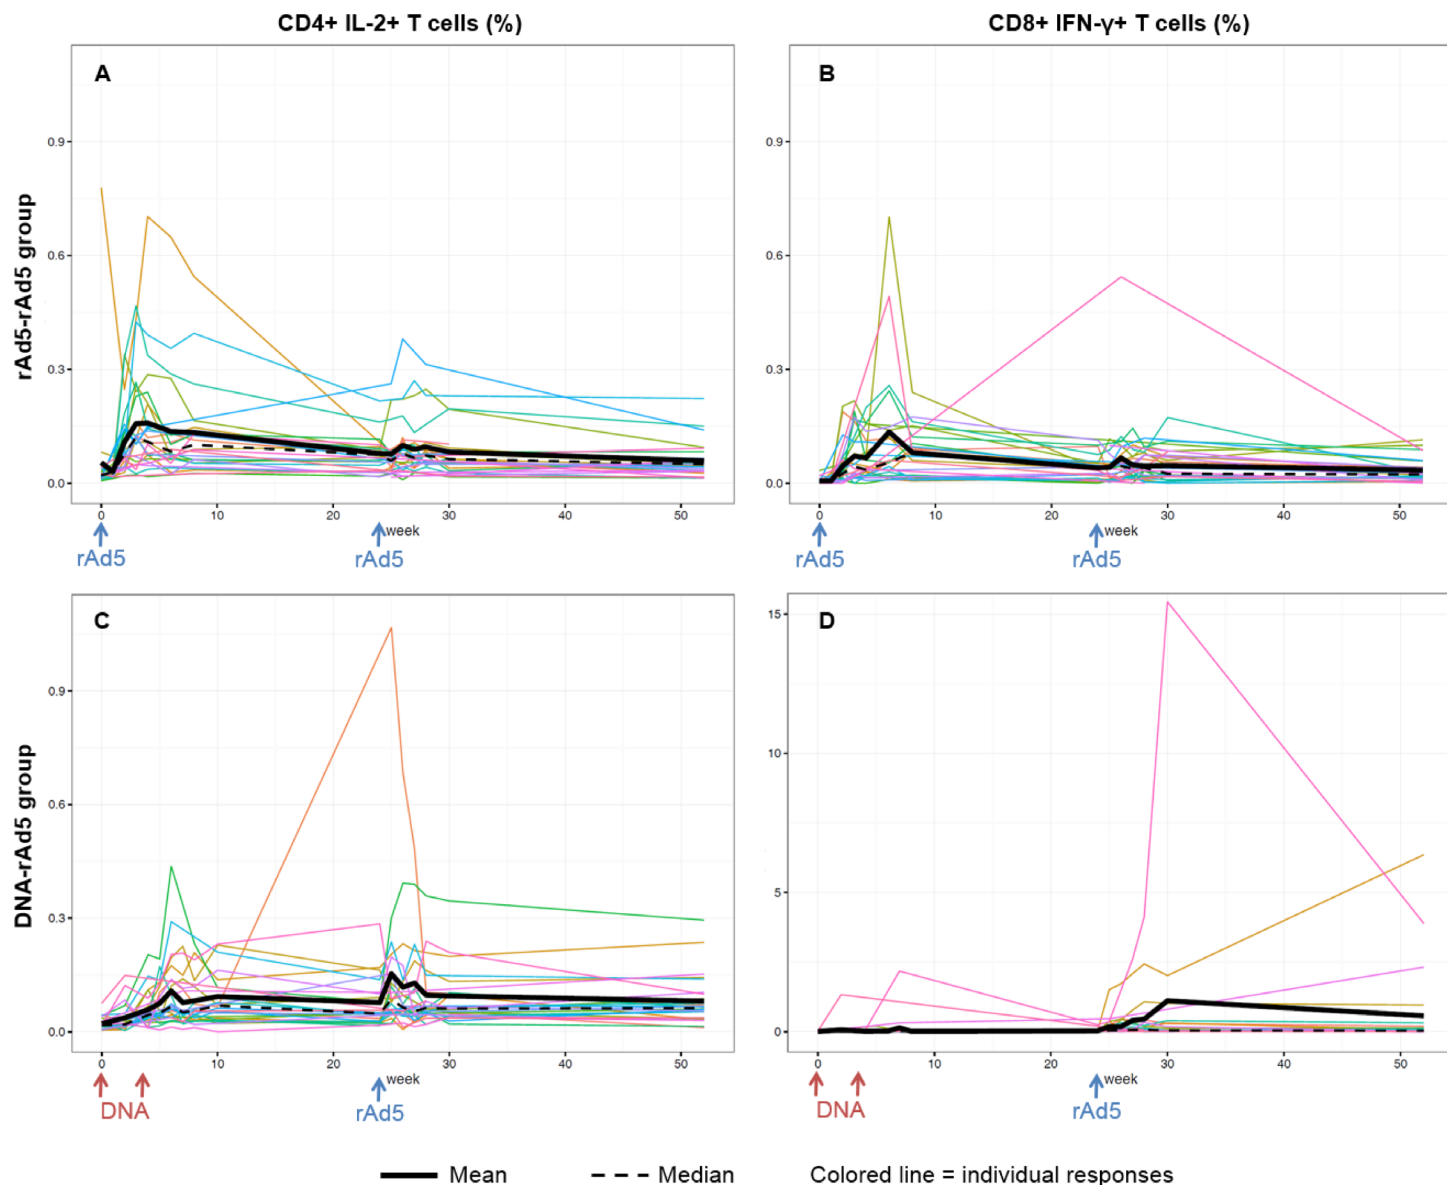 CD4+ IL-2+ T cells (%)
CD8+ IFN-γ+ T cells (%)
rAd5-rAd5 group
A
0.9
0.6
0.3
0.0
0 10 20 30 40 50
week
rAd5 rAd5
B
0.9
0.6
0.3
0.0
0 10 20 30 40 50
week
rAd5 rAd5
DNA-rAd5 group
C
0.9
0.6
0.3
0.0
0 10 20 30 40 50
week
DNA rAd5
D
15
10
5
0
0 10 20 30 40 50
week
DNA rAd5
Mean Median Colored line = individual responses